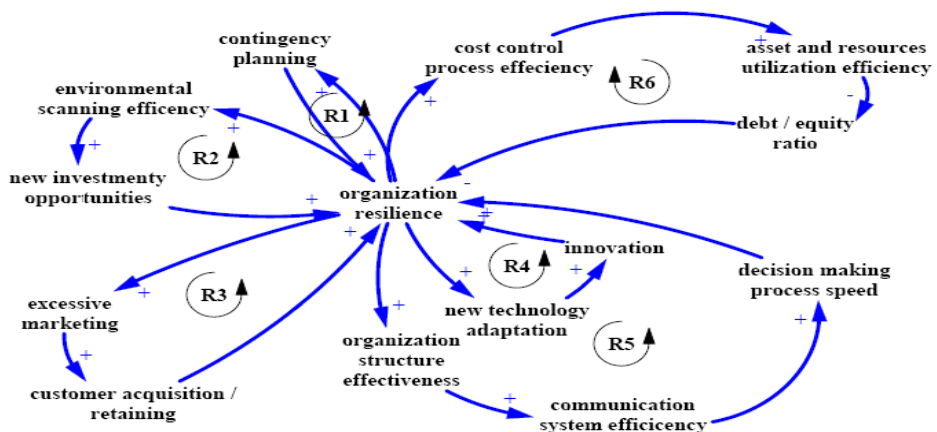 contingency
planning
cost control
process effeciency
asset and resources
utilization efficiency
R6
environmental
scanning efficency
R1
debt / equity
ratio
R2
new investmenty
opportunities
organization
resilience
innovation
R4
decision making
process speed
R3
excessive
marketing
new technology
adaptation
R5
organization
structure
effectiveness
customer acquisition /
retaining
communication
system efficicency
+
+
+
-
+
+
+
+
+
-
+
+
+
+
+
+
+
+
+
+